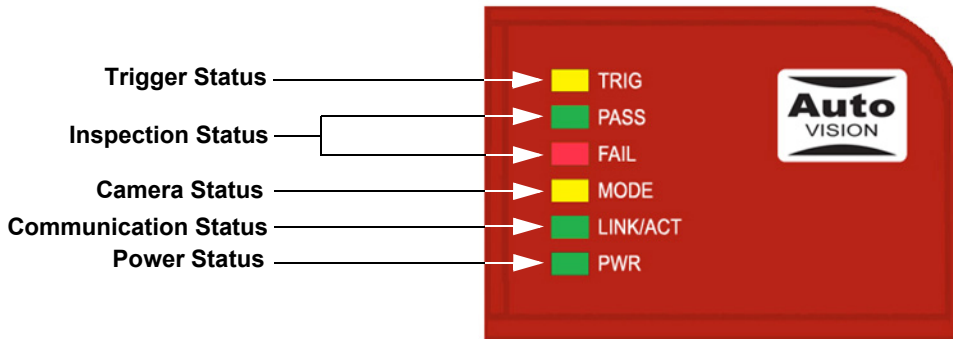 Trigger Status
Inspection Status
Camera Status
Communication Status
Power Status
TRIG
PASS
FAIL
MODE
LINK/ACT
PWR
Auto
VISION